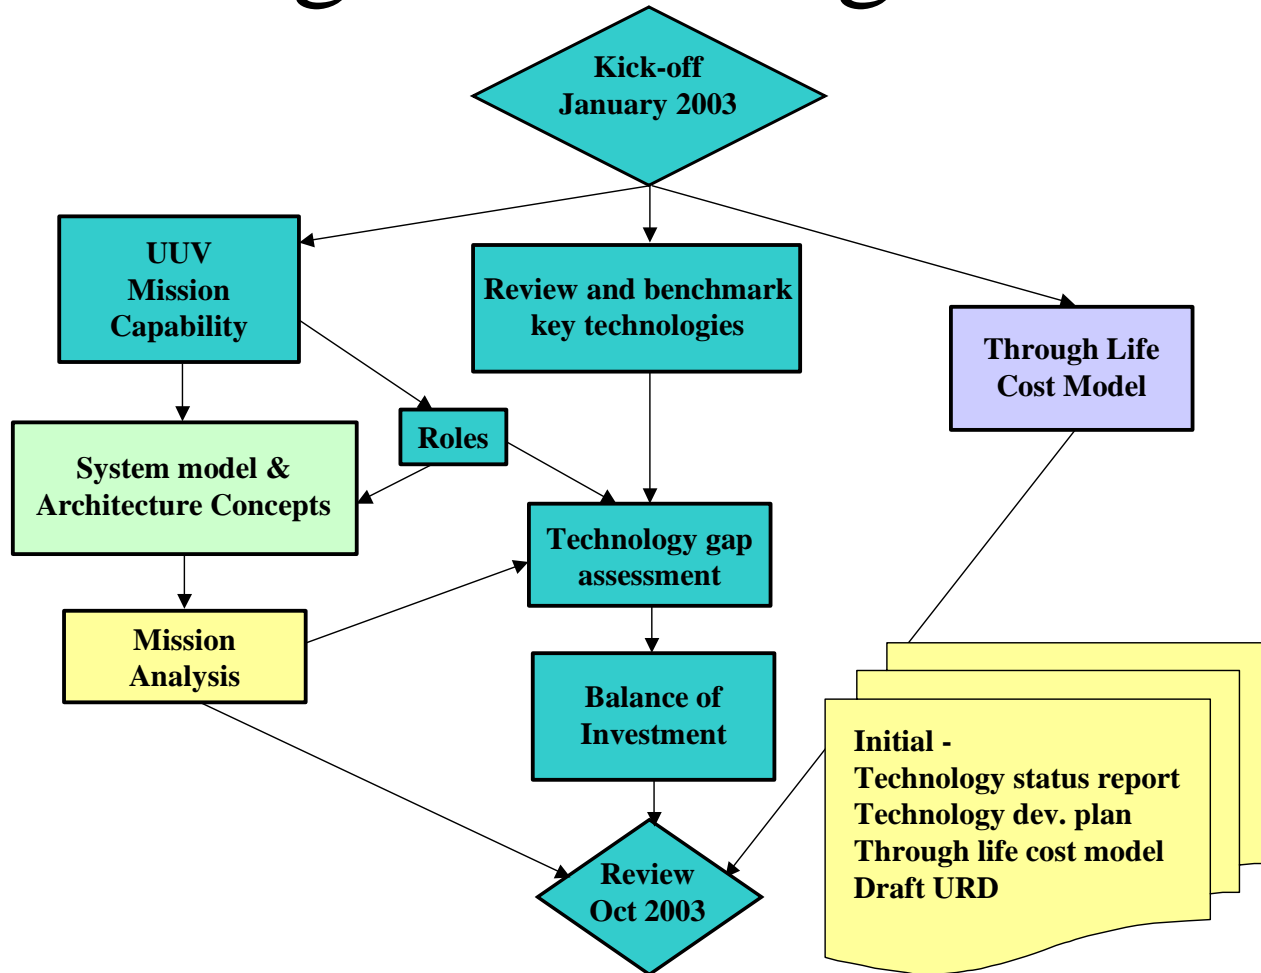 Kick-off
January 2003
UUV
Mission
Capability
Review and benchmark
key technologies
Through Life
Cost Model
Roles
System model &
Architecture Concepts
Technology gap
assessment
Mission
Analysis
Balance of
Investment
Initial -
Technology status report
Technology dev. plan
Through life cost model
Draft URD
Review
Oct 2003